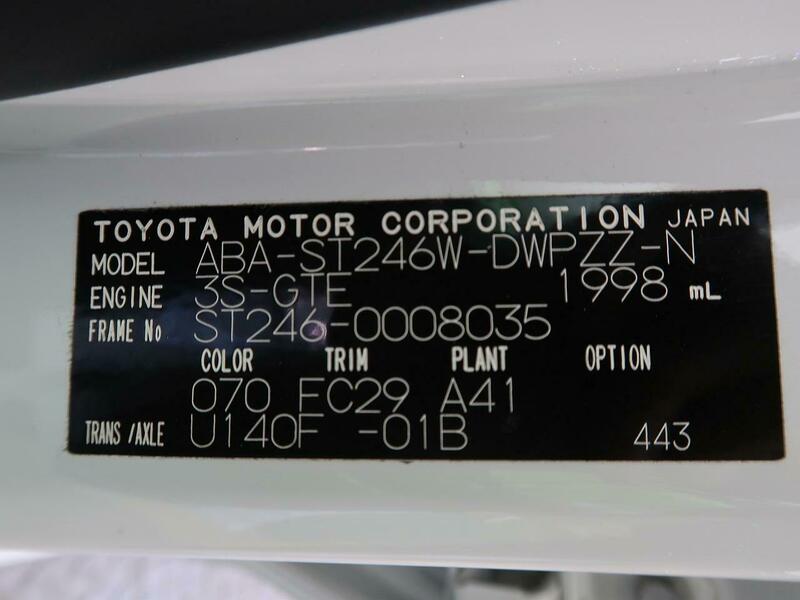 TOYOTA MOTOR CORPORATION JAPAN
MODEL ABA-ST246W-DWPZZ-N
ENGINE 3S-GTE 1998 mL
FRAME No ST246-0008035
COLOR TRIM PLANT OPTION
070 FC29 A41
TRANS/AXLE U140F -01B 443